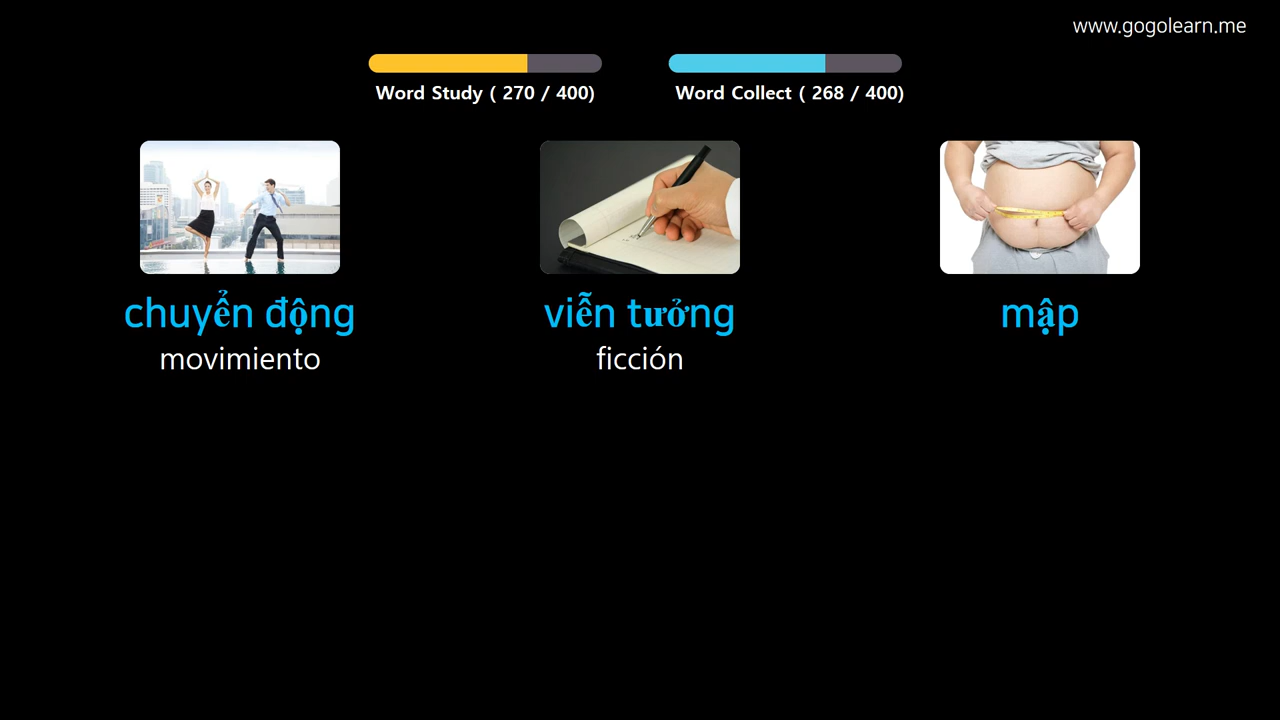 www.gogolearn.me
Word Study ( 270 / 400)
Word Collect ( 268 / 400)
chuyển động
viễn tưởng
mập
movimiento
ficción